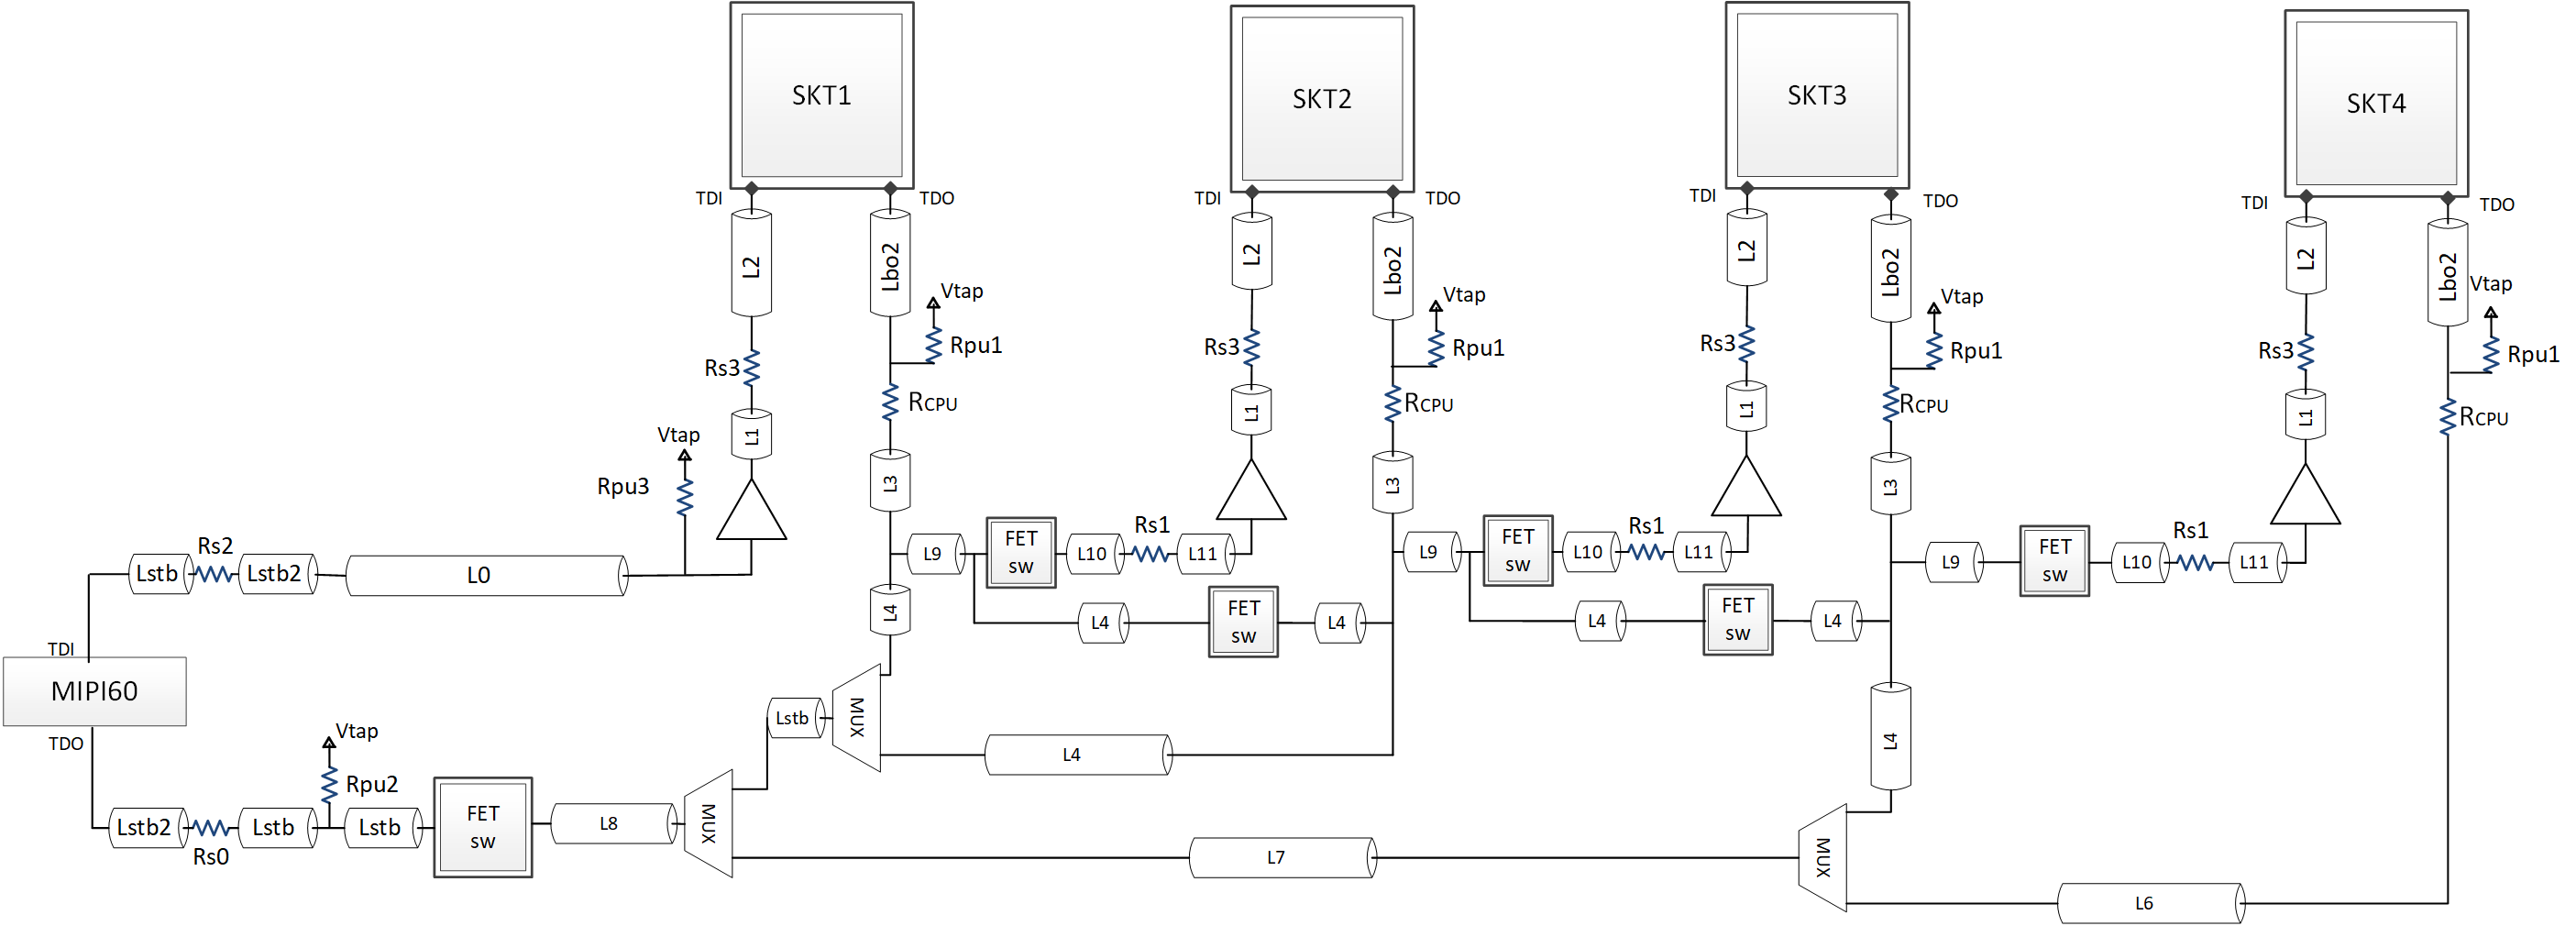 SKT1
SKT2
SKT3
SKT4
TDI
TDO
TDI
TDO
TDI
TDO
TDI
TDO
L2
Lbo2
L2
Lbo2
L2
Lbo2
L2
Lbo2
Vtap
Vtap
Vtap
Vtap
Rs3
Rpu1
Rs3
Rpu1
Rs3
Rpu1
Rs3
Rpu1
RCPU
RCPU
RCPU
RCPU
L1
L1
L1
L1
Vtap
Rpu3
L3
L3
L3
Rs2
Lstb
Lstb2
L0
L9
FET
sw
L10
Rs1
L11
L9
FET
sw
L10
Rs1
L11
L9
FET
sw
L10
Rs1
L11
L4
L4
FET
sw
L4
L4
FET
sw
L4
TDI
MIPI60
TDO
Lstb
MUX
L4
L4
Vtap
Rpu2
Lstb2
Rs0
Lstb
Lstb
FET
sw
L8
MUX
L7
MUX
L6